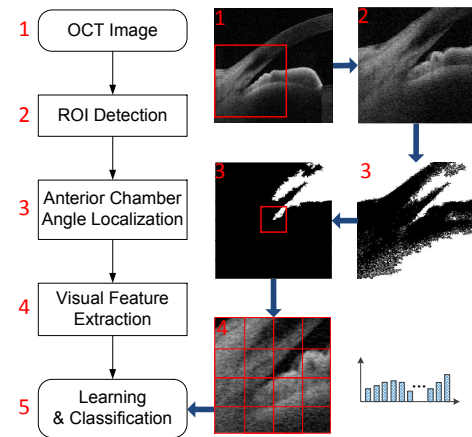 1
OCT Image
2
ROI Detection
3
Anterior Chamber
Angle Localization
4
Visual Feature
Extraction
5
Learning
& Classification
1
2
3
4